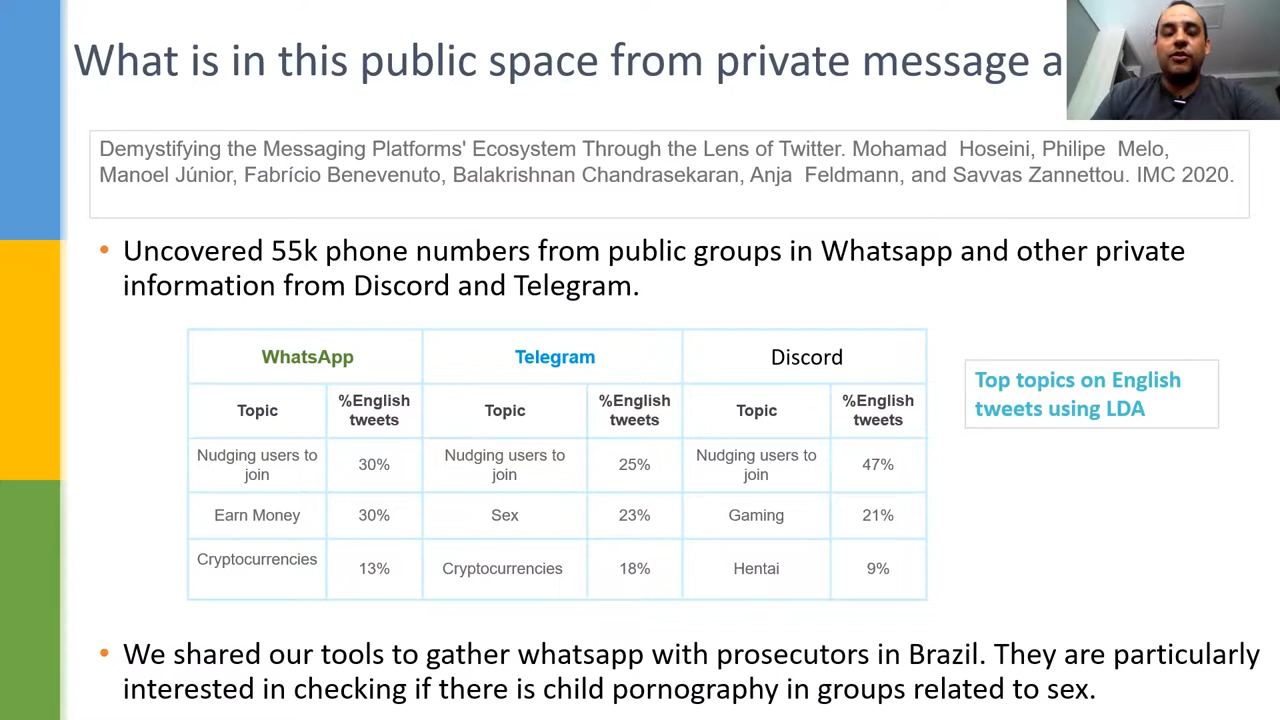 What is in this public space from private message a
Demystifying the Messaging Platforms' Ecosystem Through the Lens of Twitter. Mohamad Hoseini, Philipe Melo,
Manoel Júnior, Fabrício Benevenuto, Balakrishnan Chandrasekaran, Anja Feldmann, and Savvas Zannettou. IMC 2020.
• Uncovered 55k phone numbers from public groups in Whatsapp and other private
information from Discord and Telegram.
WhatsApp Telegram Discord
Topic %English tweets Topic %English tweets Topic %English tweets
Nudging users to join 30% Nudging users to join 25% Nudging users to join 47%
Earn Money 30% Sex 23% Gaming 21%
Cryptocurrencies 13% Cryptocurrencies 18% Hentai 9%
Top topics on English
tweets using LDA
• We shared our tools to gather whatsapp with prosecutors in Brazil. They are particularly
interested in checking if there is child pornography in groups related to sex.